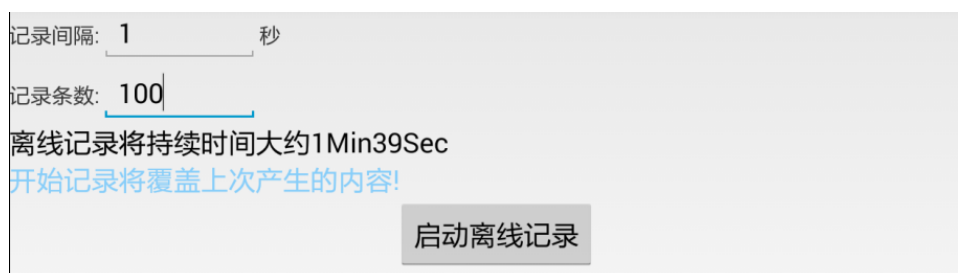 记录间隔: 1 秒
记录条数: 100
离线记录将持续时间大约1Min39Sec
开始记录将覆盖上次产生的内容!
启动离线记录